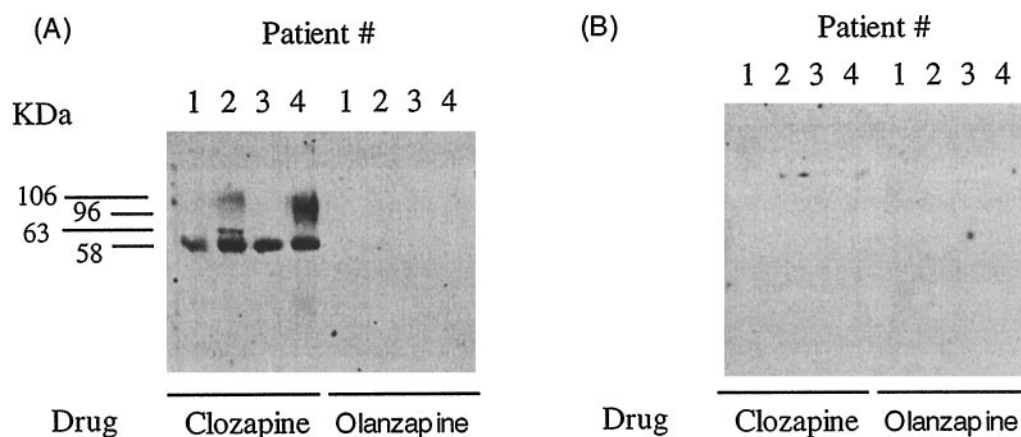 (A)
Patient #
1 2 3 4 1 2 3 4
KDa
106
96
63
58
Drug Clozapine Olanzapine
(B)
Patient #
1 2 3 4 1 2 3 4
Drug Clozapine Olanzapine